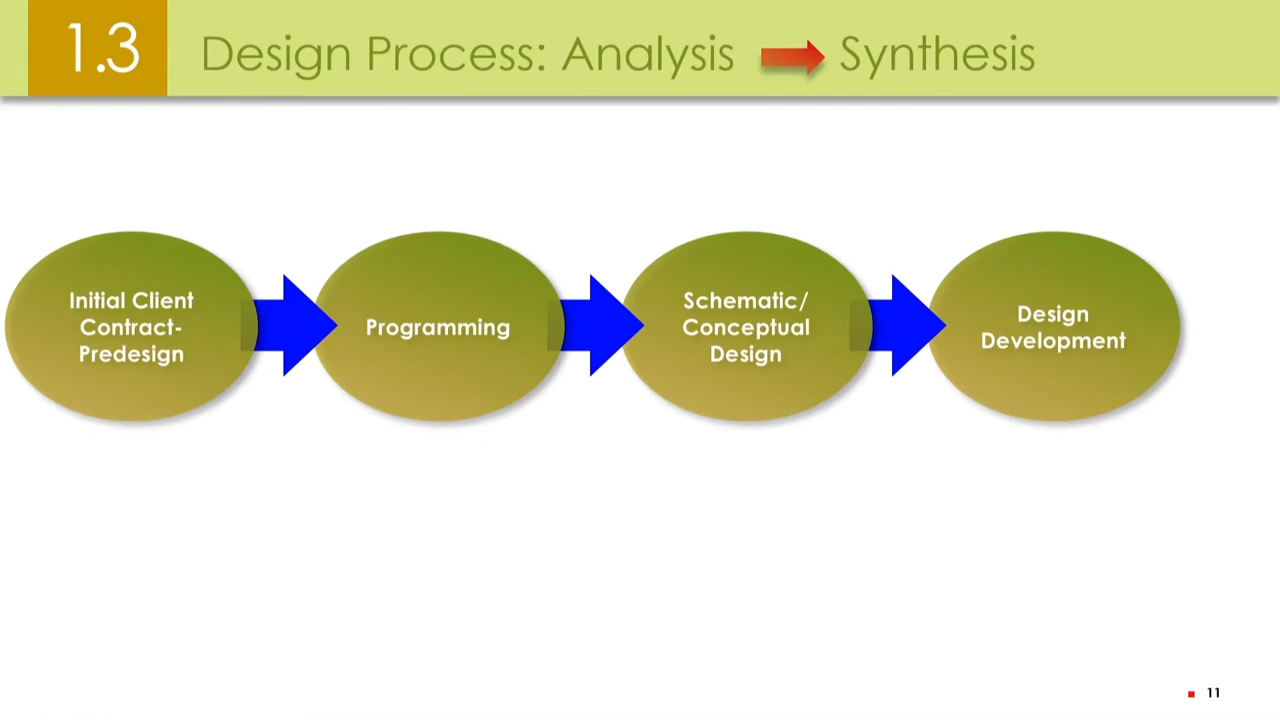 1.3
Design Process: Analysis Synthesis
Initial Client
Contract-
Predesign
Programming
Schematic/
Conceptual
Design
Design
Development
11